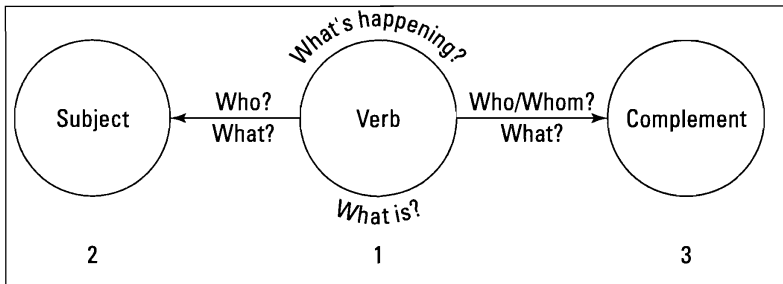 What's happening?
Subject
Who?
What?
Verb
Who/Whom?
What?
Complement
What is?
2
1
3